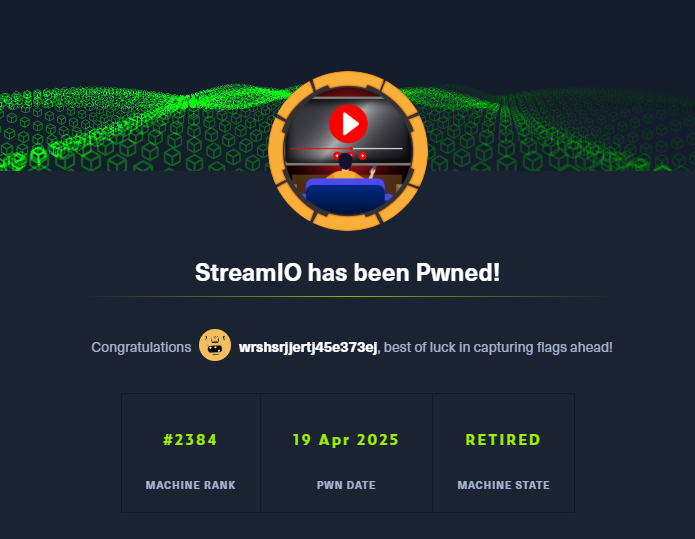 StreamIO has been Pwned!
Congratulations wrshsrjjertj45e373ej, best of luck in capturing flags ahead!
#2384 19 Apr 2025 RETIRED
MACHINE RANK PWN DATE MACHINE STATE